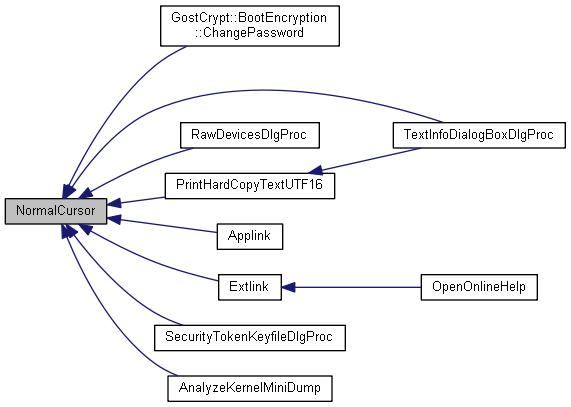 GostCrypt::BootEncryption
::ChangePassword
RawDevicesDlgProc
TextInfoDialogBoxDlgProc
PrintHardCopyTextUTF16
NormalCursor
Applink
Extlink
OpenOnlineHelp
SecurityTokenKeyfileDlgProc
AnalyzeKernelMiniDump